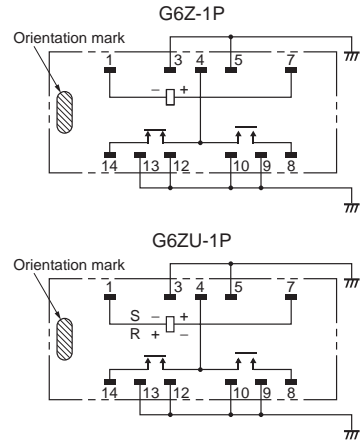 G6Z-1P
Orientation mark
1 3 4 5 7
− +
14 13 12 10 9 8
G6ZU-1P
Orientation mark
1 3 4 5 7
S − +
R + −
14 13 12 10 9 8